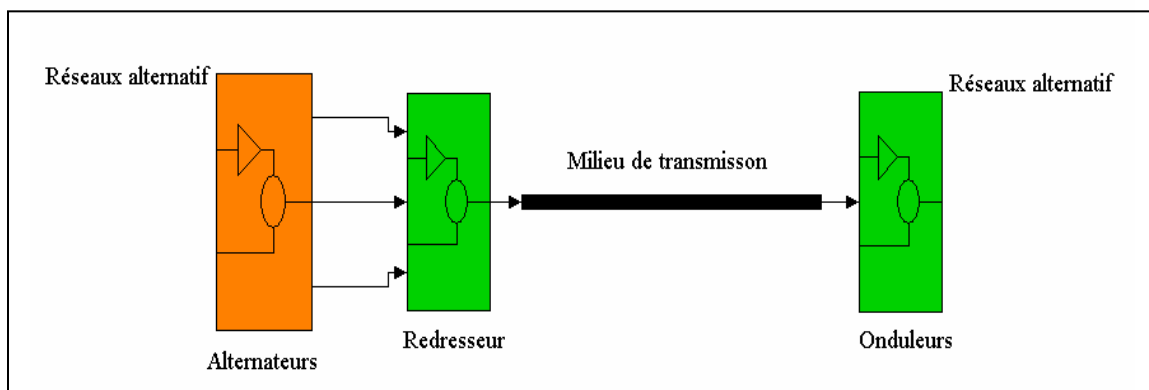 Réseaux alternatif
Réseaux alternatif
Milieu de transmisson
Redresseur
Onduleurs
Alternateurs